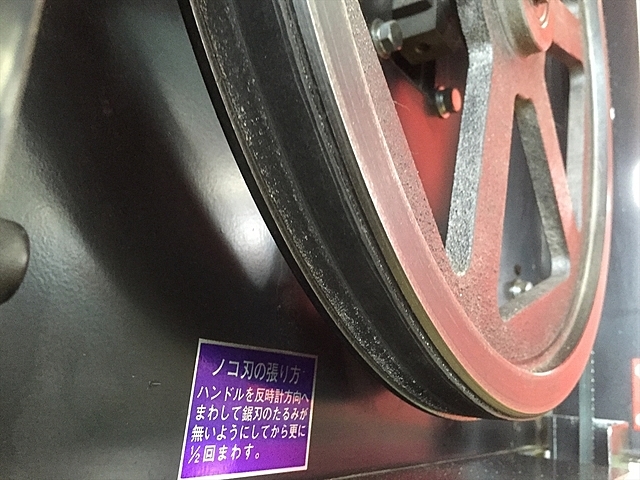 ノコ刃の張り方
ハンドルを反時計方向へ
まわして鋸刃のたるみが
無いようにしてから更に
½回まわす。